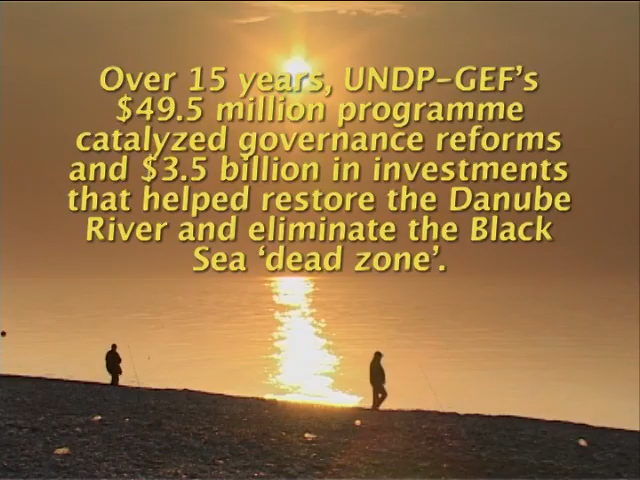 Over 15 years, UNDP-GEF's
$49.5 million programme
catalyzed governance reforms
and $3.5 billion in investments
that helped restore the Danube
River and eliminate the Black
Sea ‘dead zone’.